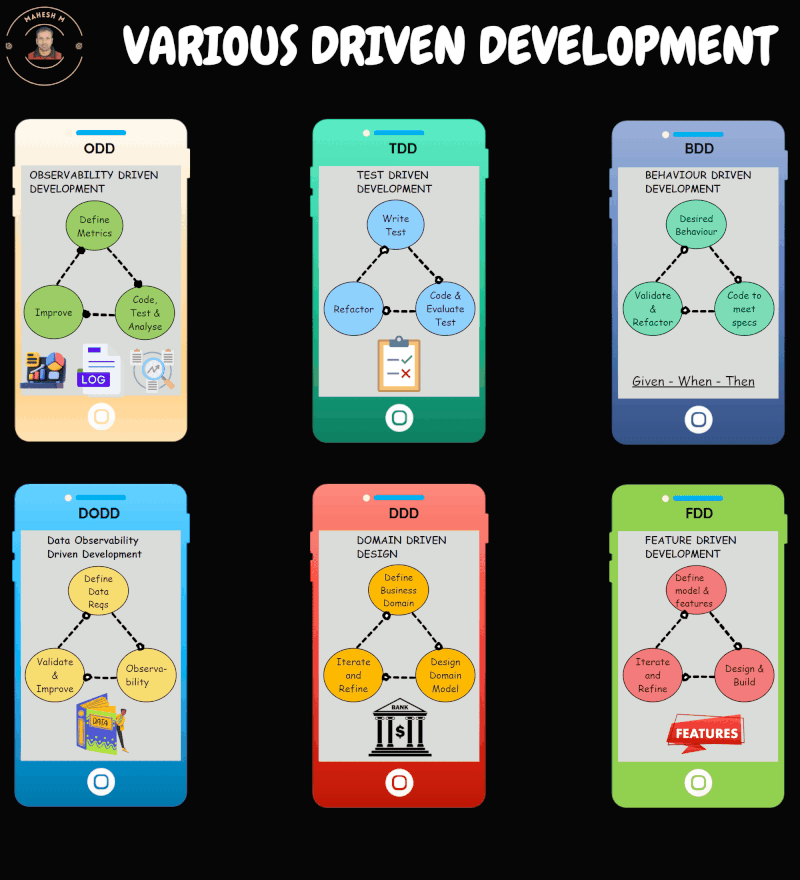 MAHESH M
VARIOUS DRIVEN DEVELOPMENT
ODD
OBSERVABILITY DRIVEN
DEVELOPMENT
Define
Metrics
Improve
Code,
Test &
Analyse
LOG
TDD
TEST DRIVEN
DEVELOPMENT
Write
Test
Refactor
Code &
Evaluate
Test
BDD
BEHAVIOUR DRIVEN
DEVELOPMENT
Desired
Behaviour
Validate
&
Refactor
Code to
meet
specs
Given - When - Then
DODD
Data Observability
Driven Development
Define
Data
Reqs
Validate
&
Improve
Observa-
bility
DATA
DDD
DOMAIN DRIVEN
DESIGN
Define
Business
Domain
Iterate
and
Refine
Design
Domain
Model
BANK
$
FDD
FEATURE DRIVEN
DEVELOPMENT
Define
model &
features
Iterate
and
Refine
Design &
Build
FEATURES